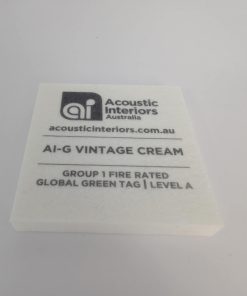 ai
Acoustic
Interiors
Australia
acousticinteriors.com.au
AI-G VINTAGE CREAM
GROUP 1 FIRE RATED
GLOBAL GREEN TAG | LEVEL A